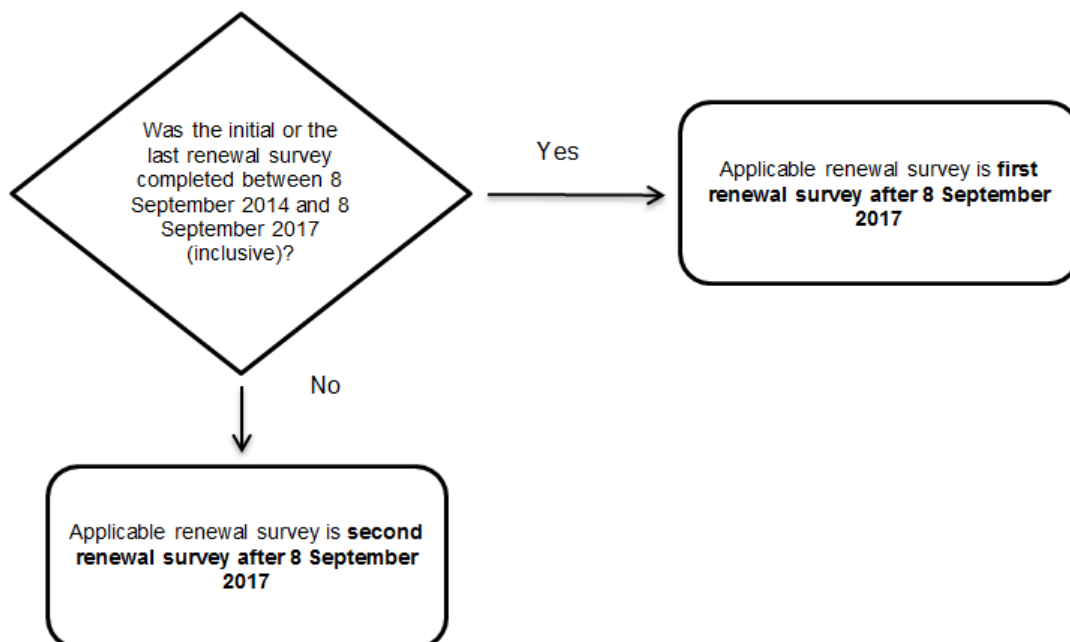 Was the initial or the
last renewal survey
completed between 8
September 2014 and 8
September 2017
(inclusive)?
Yes
Applicable renewal survey is first
renewal survey after 8 September
2017
No
Applicable renewal survey is second
renewal survey after 8 September
2017